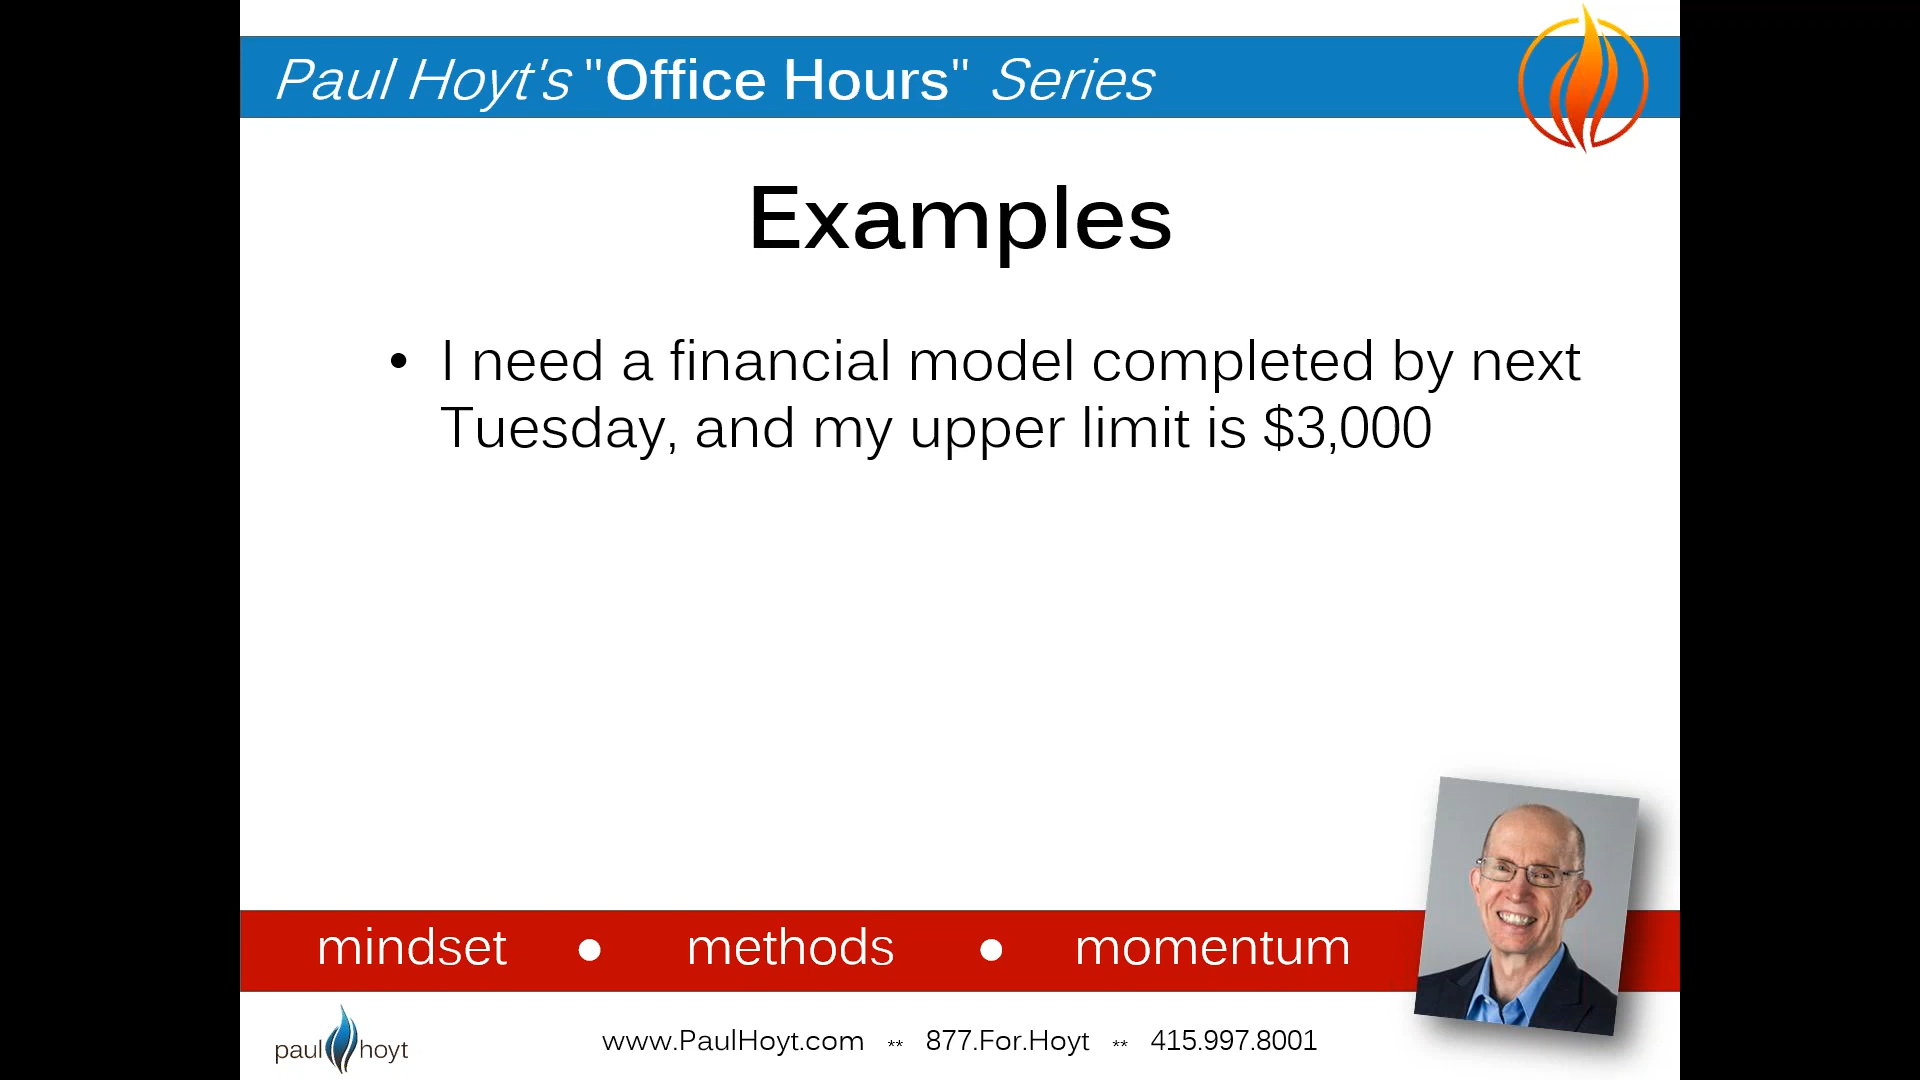 Paul Hoyt's "Office Hours" Series
Examples
• I need a financial model completed by next
Tuesday, and my upper limit is $3,000
mindset ● methods ● momentum
paul hoyt
www.PaulHoyt.com ** 877.For.Hoyt ** 415.997.8001